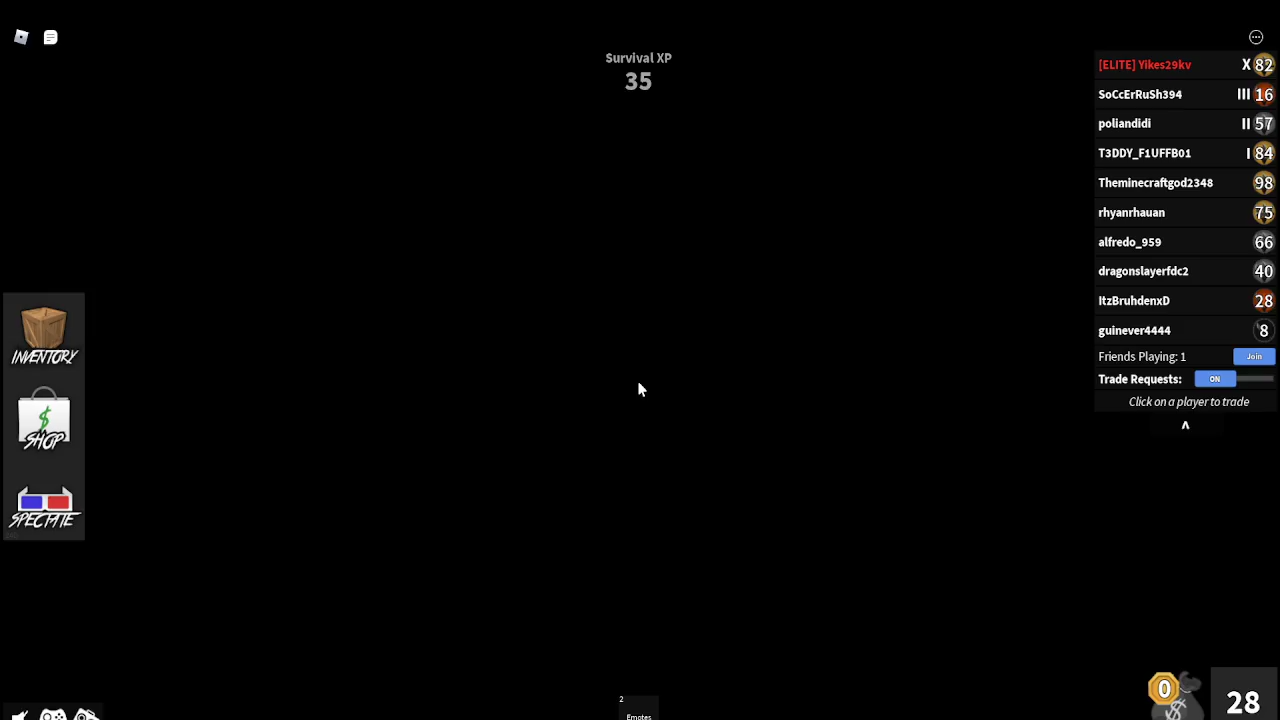 Survival XP
35
[ELITE] Yikes29kv X 82
SoCcErRuSh394 III 16
poliandidi II 57
T3DDY_F1UFFB01 I 84
Theminecraftgod2348 98
rhyanrhauan 75
alfredo_959 66
dragonslayerfdc2 40
ItzBruhdenxD 28
guinever4444 8
Friends Playing: 1 Join
Trade Requests: ON
Click on a player to trade
INVENTORY
$
SHOP
SPECTATE
2
Emotes
0
$
28